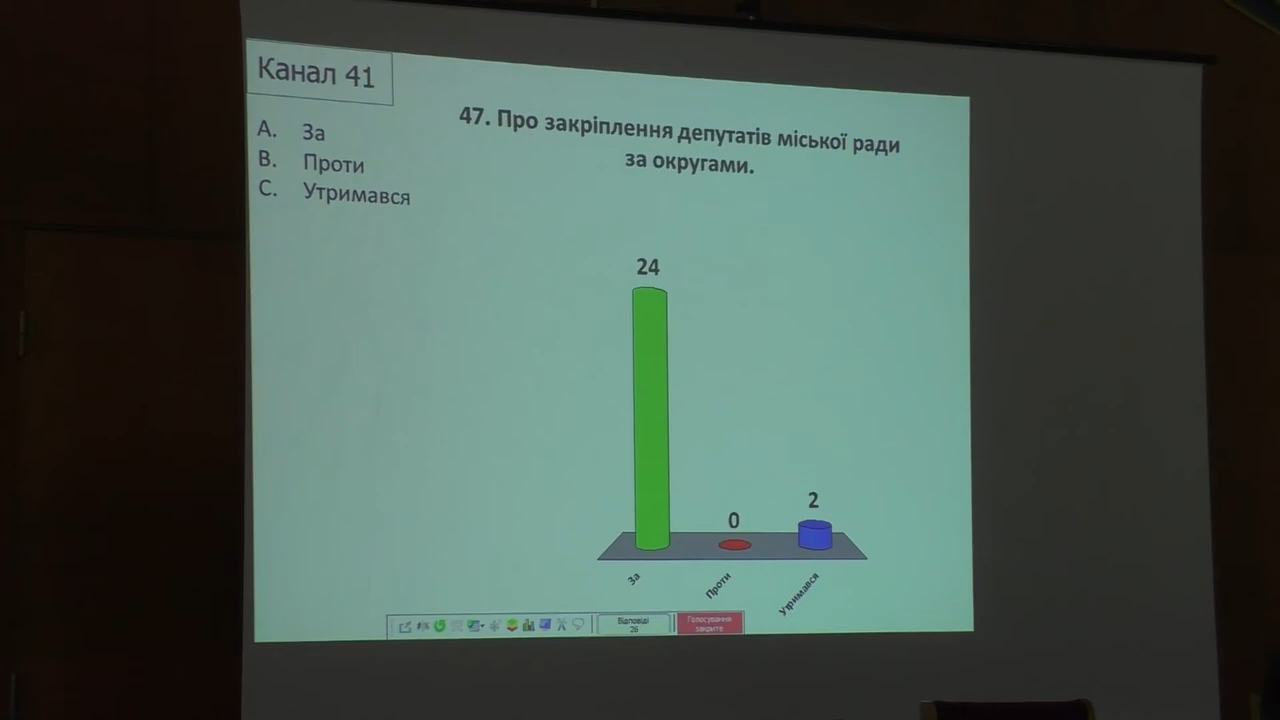 Канал 41
47. Про закріплення депутатів міської ради
за округами.
A. За
B. Проти
C. Утримався
24
0
2
За
Проти
Утримався
Відповіді
26
Голосування
закрите